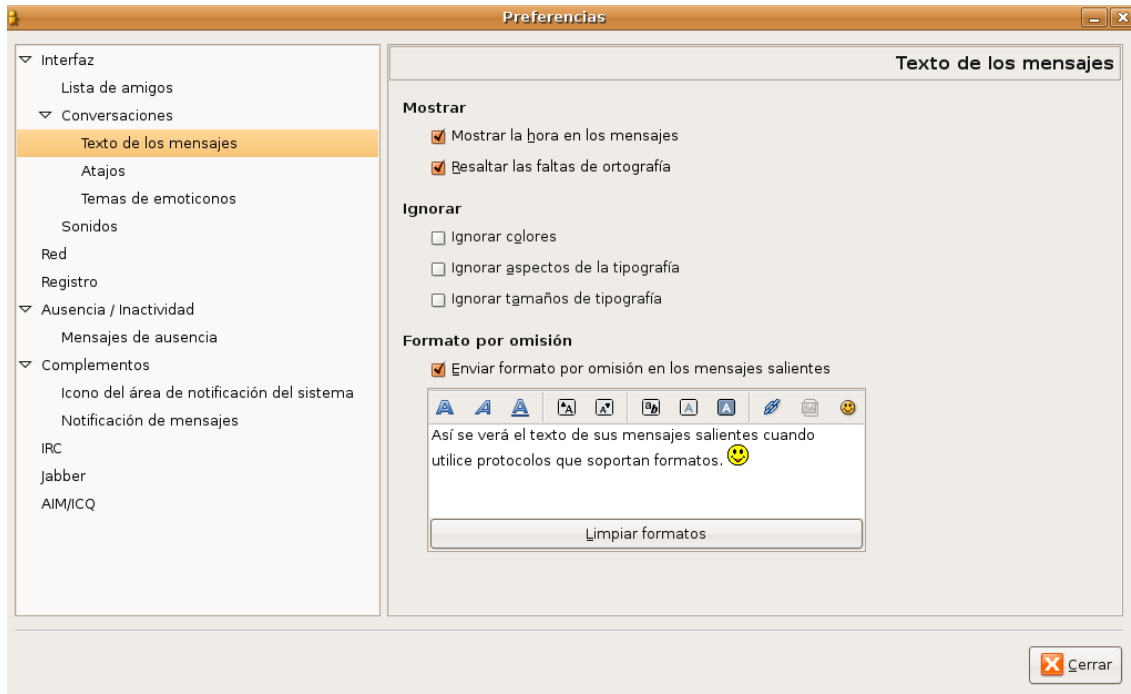 Preferencias
Interfaz
Lista de amigos
Conversaciones
Texto de los mensajes
Atajos
Temas de emoticonos
Sonidos
Red
Registro
Ausencia / Inactividad
Mensajes de ausencia
Complementos
Icono del área de notificación del sistema
Notificación de mensajes
IRC
Jabber
AIM/ICQ
Texto de los mensajes
Mostrar
Mostrar la hora en los mensajes
Resaltar las faltas de ortografía
Ignorar
Ignorar colores
Ignorar aspectos de la tipografía
Ignorar tamaños de tipografía
Formato por omisión
Enviar formato por omisión en los mensajes salientes
A A A A A ab A A
Así se verá el texto de sus mensajes salientes cuando
utilice protocolos que soportan formatos.
Limpiar formatos
Cerrar